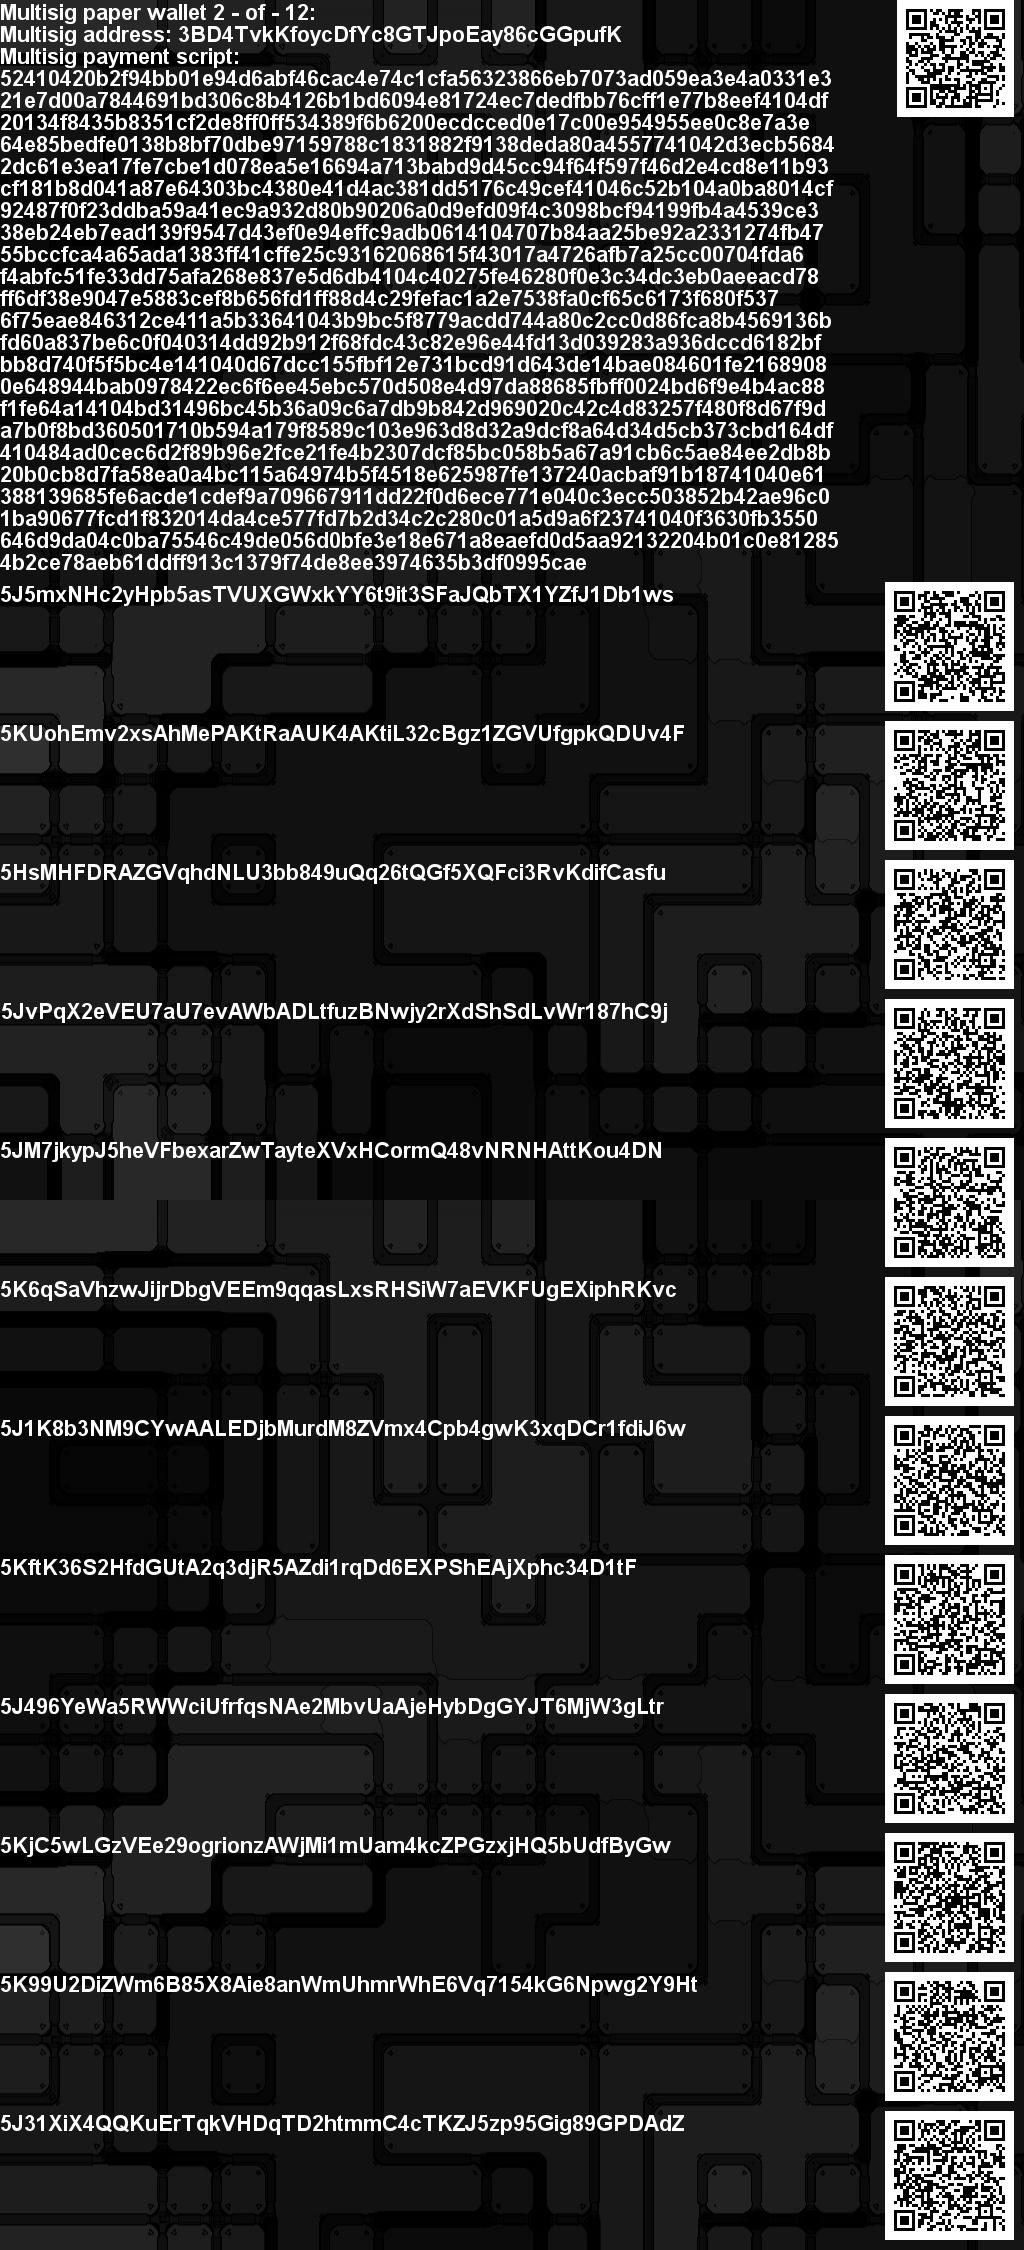 Multisig paper wallet 2 - of - 12:
Multisig address: 3BD4TvkKfoycDfYc8GTJpoEay86cGGpufK
Multisig payment script:
52410420b2f94bb01e94d6abf46cac4e74c1cfa56323866eb7073ad059ea3e4a0331e3
21e7d00a7844691bd306c8b4126b1bd6094e81724ec7dedfbb76cff1e77b8eef4104df
20134f8435b8351cf2de8ff0ff534389f6b6200ecdcced0e17c00e954955ee0c8e7a3e
64e85bedfe0138b8bf70dbe97159788c1831882f9138deda80a4557741042d3ecb5684
2dc61e3ea17fe7cbe1d078ea5e16694a713babd9d45cc94f64f597f46d2e4cd8e11b93
cf181b8d041a87e64303bc4380e41d4ac381dd5176c49cef41046c52b104a0ba8014cf
92487f0f23ddba59a41ec9a932d80b90206a0d9efd09f4c3098bcf94199fb4a4539ce3
38eb24eb7ead139f9547d43ef0e94effc9adb0614104707b84aa25be92a2331274fb47
55bccfca4a65ada1383ff41cffe25c93162068615f43017a4726afb7a25cc00704fda6
f4abfc51fe33dd75afa268e837e5d6db4104c40275fe46280f0e3c34dc3eb0aeeacd78
ff6df38e9047e5883cef8b656fd1ff88d4c29fefac1a2e7538fa0cf65c6173f680f537
6f75eae846312ce411a5b33641043b9bc5f8779acdd744a80c2cc0d86fca8b4569136b
fd60a837be6c0f040314dd92b912f68fdc43c82e96e44fd13d039283a936dccd6182bf
bb8d740f5f5bc4e141040d67dcc155fbf12e731bcd91d643de14bae084601fe2168908
0e648944bab0978422ec6f6ee45ebc570d508e4d97da88685fbff0024bd6f9e4b4ac88
f1fe64a14104bd31496bc45b36a09c6a7db9b842d969020c42c4d83257f480f8d67f9d
a7b0f8bd360501710b594a179f8589c103e963d8d32a9dcf8a64d34d5cb373cbd164df
410484ad0cec6d2f89b96e2fce21fe4b2307dcf85bc058b5a67a91cb6c5ae84ee2db8b
20b0cb8d7fa58ea0a4bc115a64974b5f4518e625987fe137240acbaf91b18741040e61
388139685fe6acde1cdef9a709667911dd22f0d6ece771e040c3ecc503852b42ae96c0
1ba90677fcd1f832014da4ce577fd7b2d34c2c280c01a5d9a6f23741040f3630fb3550
646d9da04c0ba75546c49de056d0bfe3e18e671a8eaefd0d5aa92132204b01c0e81285
4b2ce78aeb61ddff913c1379f74de8ee3974635b3df0995cae
5J5mxNHc2yHpb5asTVUXGWxkYY6t9it3SFaJQbTX1YZfJ1Db1ws
5KUohEmv2xsAhMePAKtRaAUK4AKtiL32cBgz1ZGVUfgpkQDUv4F
5HsMHFDRAZGVqhdNLU3bb849uQq26tQGf5XQFci3RvKdifCasfu
5JvPqX2eVEU7aU7evAWbADLtfuzBNwjy2rXdShSdLvWr187hC9j
5JM7jkypJ5heVFbexarZwTayteXVxHCormQ48vNRNHAttKou4DN
5K6qSaVhzwJijrDbgVEEm9qqasLxsRHSiW7aEVKFUgEXiphRKvc
5J1K8b3NM9CYwAALEDjbMurdM8ZVmx4Cpb4gwK3xqDCr1fdiJ6w
5KftK36S2HfdGUtA2q3djR5AZdi1rqDd6EXPShEAjXphc34D1tF
5J496YeWa5RWWciUfrfqsNAe2MbvUaAjeHybDgGYJT6MjW3gLtr
5KjC5wLGzVEe29ogrionzAWjMi1mUam4kcZPGzxjHQ5bUdfByGw
5K99U2DiZWm6B85X8Aie8anWmUhmrWhE6Vq7154kG6Npwg2Y9Ht
5J31XiX4QQKuErTqkVHDqTD2htmmC4cTKZJ5zp95Gig89GPDAdZ